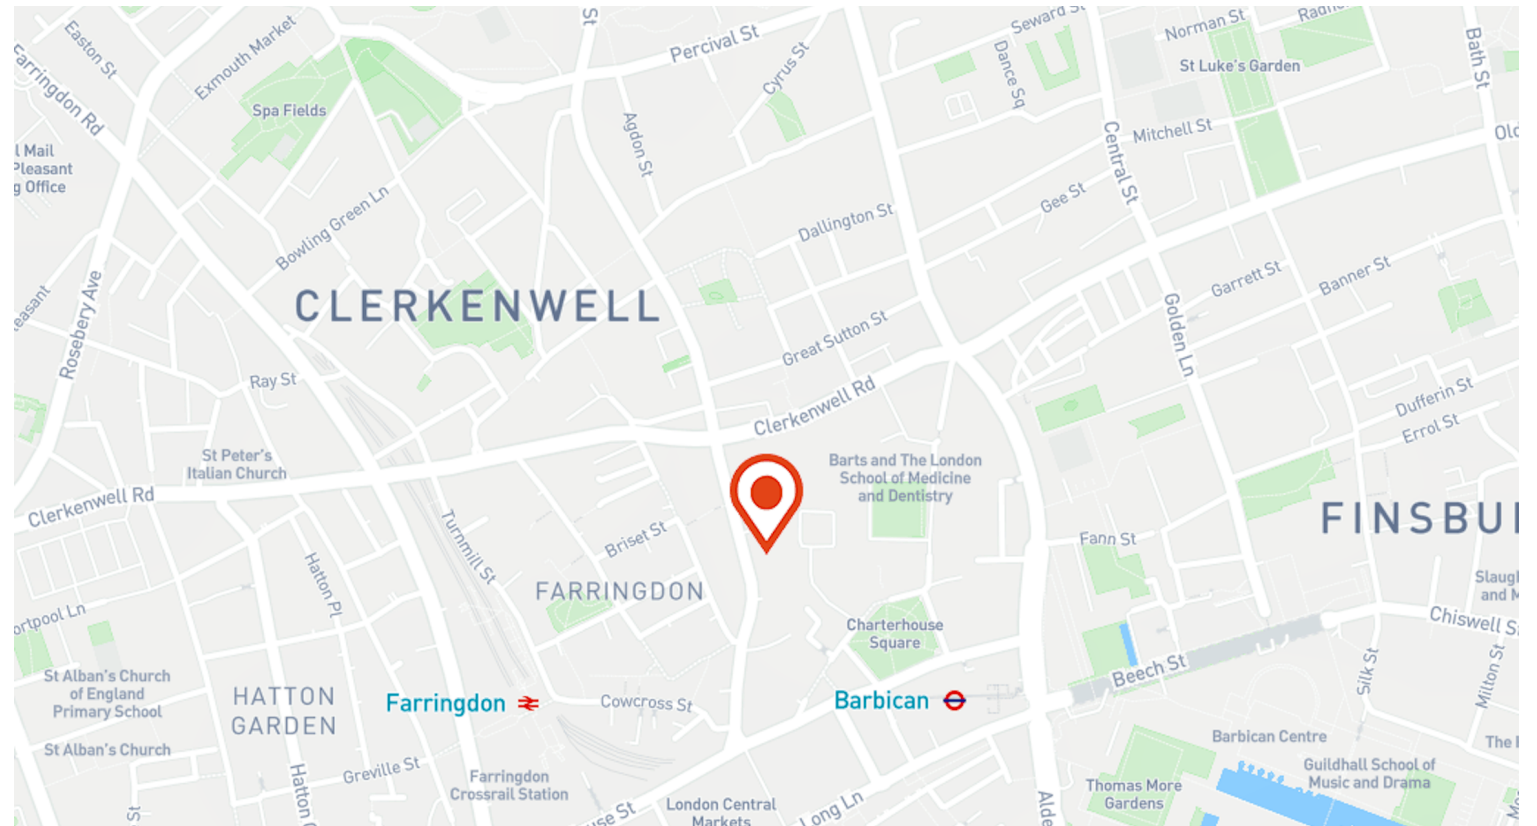 St
Seward St
Norman St
Percival St
Easton St
Exmouth Market
Farringdon Rd
Cyrus St
Dance Sq
Bath St
St Luke's Garden
Spa Fields
Agdon St
Central St
Mitchell St
l Mail
Pleasant
g Office
Bowling Green Ln
Gee St
Dallington St
CLERKENWELL
Rosebery Ave
Garrett St
Banner St
Golden Ln
Great Sutton St
Ray St
Clerkenwell Rd
Dufferin St
Errol St
St Peter's
Italian Church
Barts and The London
School of Medicine
and Dentistry
Clerkenwell Rd
Turnmill St
Briset St
Fann St
FINSBU
Hatton Pl
FARRINGDON
ortpool Ln
Charterhouse
Square
Chiswell S
St Alban's Church
of England
Primary School
HATTON
GARDEN
Farringdon
Cowcross St
Barbican
Beech St
Silk St
Milton St
St Alban's Church
Greville St
Farringdon
Crossrail Station
Barbican Centre
Guildhall School of
Music and Drama
Thomas More
Gardens
London Central
Markets
Long Ln
St